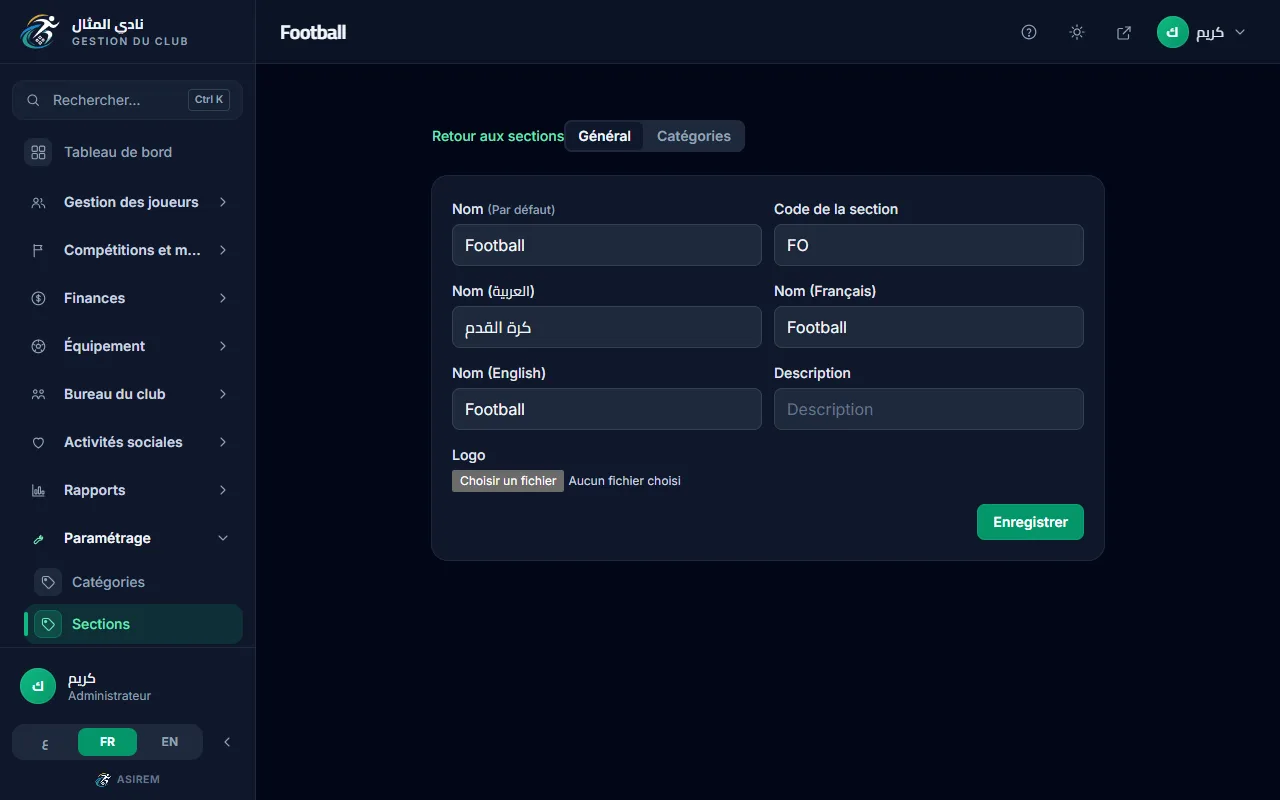 نادي المثال
GESTION DU CLUB
Rechercher...
Ctrl K
Tableau de bord
Gestion des joueurs
Compétitions et m...
Finances
Équipement
Bureau du club
Activités sociales
Rapports
Paramétrage
Catégories
Sections
ك
كريم
Administrateur
ع
FR
EN
ASIREM
Football
ك
كريم
Retour aux sections
Général
Catégories
Nom (Par défaut)
Code de la section
Football
FO
Nom (العربية)
Nom (Français)
كرة القدم
Football
Nom (English)
Description
Football
Description
Logo
Choisir un fichier Aucun fichier choisi
Enregistrer